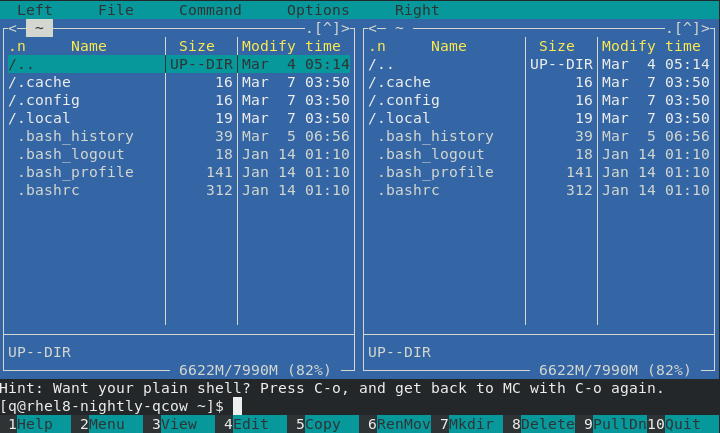 Left File Command Options Right
<─ ~ .[^]> <─ ~ .[^]>
.n Name Size Modify time .n Name Size Modify time
/.. UP--DIR Mar 4 05:14 /.. UP--DIR Mar 4 05:14
/.cache 16 Mar 7 03:50 /.cache 16 Mar 7 03:50
/.config 16 Mar 7 03:50 /.config 16 Mar 7 03:50
/.local 19 Mar 7 03:50 /.local 19 Mar 7 03:50
.bash_history 39 Mar 5 06:56 .bash_history 39 Mar 5 06:56
.bash_logout 18 Jan 14 01:10 .bash_logout 18 Jan 14 01:10
.bash_profile 141 Jan 14 01:10 .bash_profile 141 Jan 14 01:10
.bashrc 312 Jan 14 01:10 .bashrc 312 Jan 14 01:10
UP--DIR UP--DIR
6622M/7990M (82%) 6622M/7990M (82%)
Hint: Want your plain shell? Press C-o, and get back to MC with C-o again.
[q@rhel8-nightly-qcow ~]$
1Help 2Menu 3View 4Edit 5Copy 6RenMov 7Mkdir 8Delete 9PullDn 10Quit